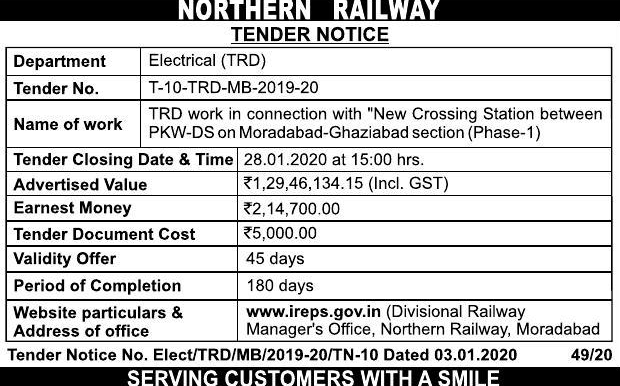 NORTHERN RAILWAY
TENDER NOTICE
Department Electrical (TRD)
Tender No. T-10-TRD-MB-2019-20
Name of work TRD work in connection with "New Crossing Station between
PKW-DS on Moradabad-Ghaziabad section (Phase-1)
Tender Closing Date & Time 28.01.2020 at 15:00 hrs.
Advertised Value ₹1,29,46,134.15 (Incl. GST)
Earnest Money ₹2,14,700.00
Tender Document Cost ₹5,000.00
Validity Offer 45 days
Period of Completion 180 days
Website particulars & www.ireps.gov.in (Divisional Railway
Address of office Manager's Office, Northern Railway, Moradabad
Tender Notice No. Elect/TRD/MB/2019-20/TN-10 Dated 03.01.2020 49/20
SERVING CUSTOMERS WITH A SMILE